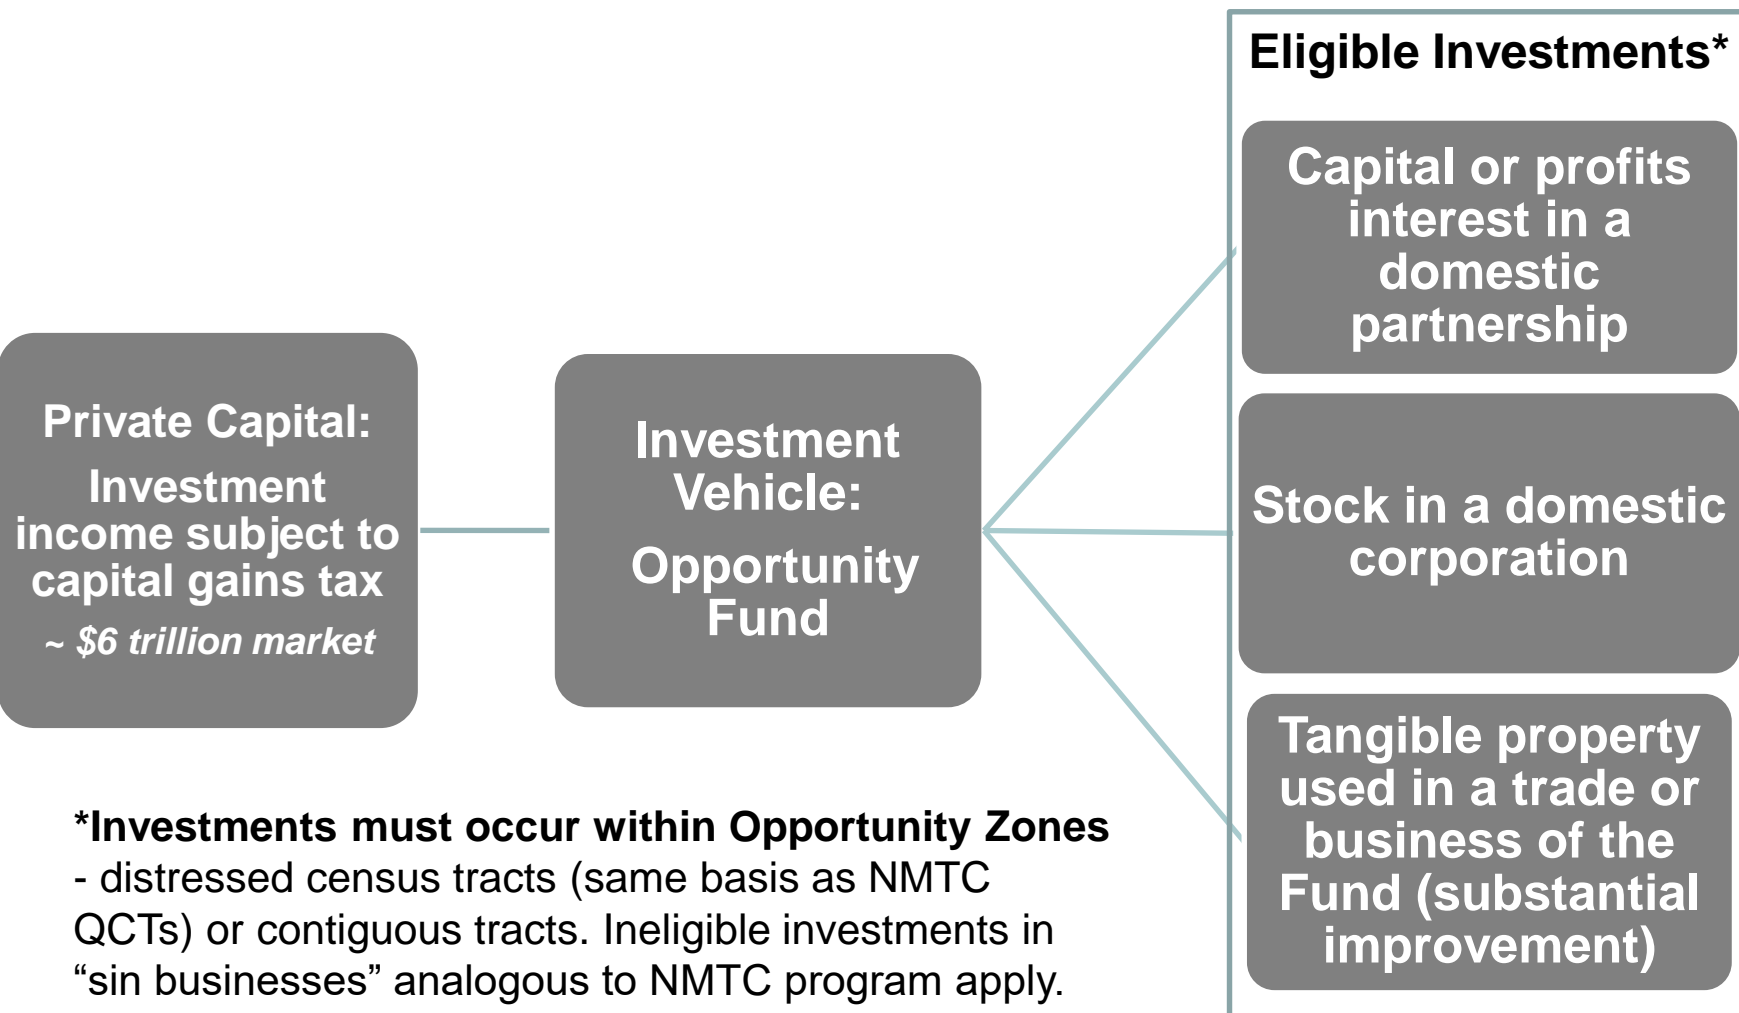 Eligible Investments*
Capital or profits
interest in a
domestic
partnership
Private Capital:
Investment
income subject to
capital gains tax
~ $6 trillion market
Investment
Vehicle:
Opportunity
Fund
Stock in a domestic
corporation
Tangible property
used in a trade or
business of the
Fund (substantial
improvement)
*Investments must occur within Opportunity Zones
- distressed census tracts (same basis as NMTC
QCTs) or contiguous tracts. Ineligible investments in
“sin businesses” analogous to NMTC program apply.